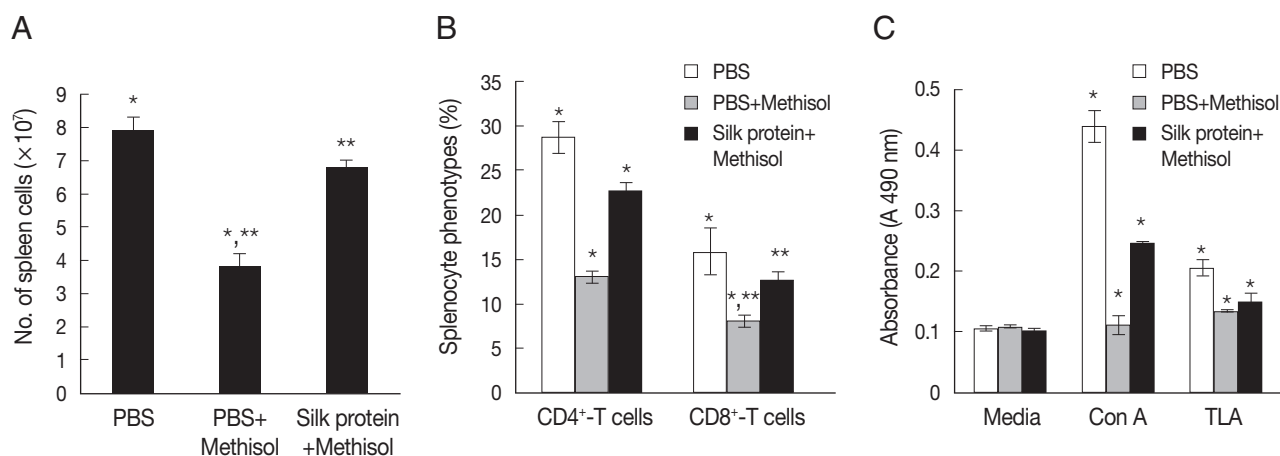 A
No. of spleen cells (×10⁷)
9
8
7
6
5
4
3
2
1
0
*
*,**
**
PBS
PBS+
Methisol
Silk protein
+Methisol
B
Splenocyte phenotypes (%)
35
30
25
20
15
10
5
0
PBS
PBS+Methisol
Silk protein+
Methisol
*
*
*
*
*,**
**
CD4⁺-T cells
CD8⁺-T cells
C
Absorbance (A 490 nm)
0.5
0.4
0.3
0.2
0.1
0
PBS
PBS+Methisol
Silk protein+
Methisol
*
*
*
*
*
*
Media
Con A
TLA